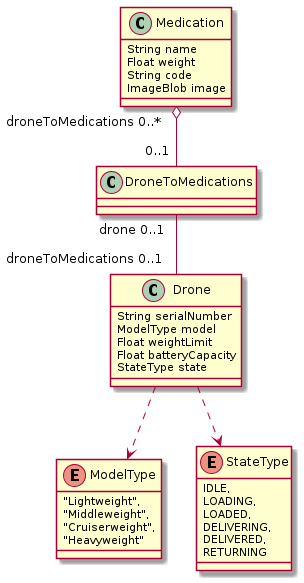 C Medication
String name
Float weight
String code
ImageBlob image
droneToMedications 0..*
0..1
C DroneToMedications
drone 0..1
droneToMedications 0..1
C Drone
String serialNumber
ModelType model
Float weightLimit
Float batteryCapacity
StateType state
E ModelType
"Lightweight",
"Middleweight",
"Cruiserweight",
"Heavyweight"
E StateType
IDLE,
LOADING,
LOADED,
DELIVERING,
DELIVERED,
RETURNING